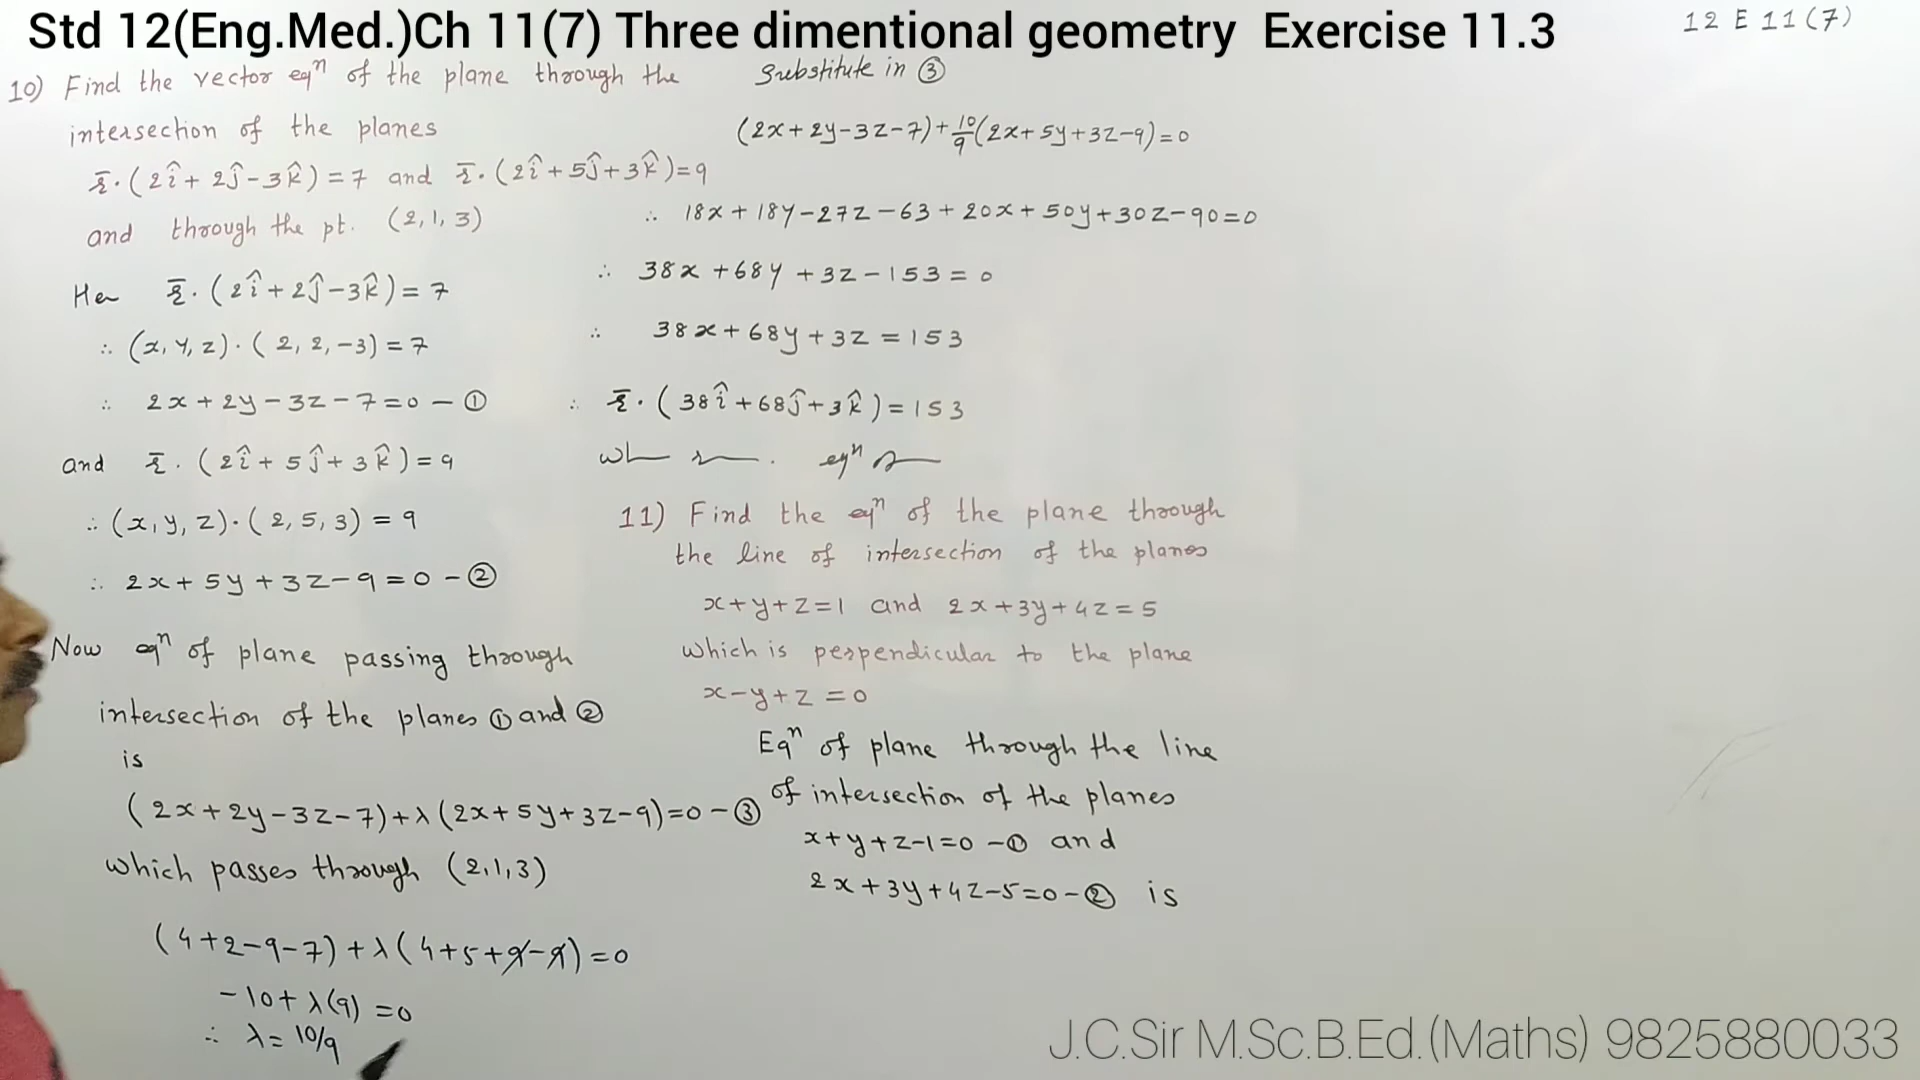 Std 12(Eng.Med.)Ch 11(7) Three dimentional geometry Exercise 11.3
12 E 11(7)
10) Find the vector eqⁿ of the plane through the
intersection of the planes
r̄·(2î+2ĵ-3k̂)=7 and r̄·(2î+5ĵ+3k̂)=9
and through the pt. (2,1,3)
r̄·(2î+2ĵ-3k̂)=7
∴ (x,y,z)·(2,2,-3)=7
∴ 2x+2y-3z-7=0 — ①
and r̄·(2î+5ĵ+3k̂)=9
∴ (x,y,z)·(2,5,3)=9
∴ 2x+5y+3z-9=0 - ②
Now eqⁿ of plane passing through
intersection of the planes ① and ②
is
(2x+2y-3z-7)+λ(2x+5y+3z-9)=0 - ③
which passes through (2,1,3)
(4+2-9-7)+λ(4+5+9-9)=0
-10+λ(9)=0
∴ λ=10/9
Substitute in ③
(2x+2y-3z-7)+10/9(2x+5y+3z-9)=0
∴ 18x+18y-27z-63+20x+50y+30z-90=0
∴ 38x+68y+3z-153=0
∴ 38x+68y+3z=153
∴ r̄·(38î+68ĵ+3k̂)=153
eqⁿ
11) Find the eqⁿ of the plane through
the line of intersection of the planes
x+y+z=1 and 2x+3y+4z=5
which is perpendicular to the plane
x-y+z=0
Eqⁿ of plane through the line
of intersection of the planes
x+y+z-1=0 - ① and
2x+3y+4z-5=0 - ② is
J.C.Sir M.Sc.B.Ed.(Maths) 9825880033